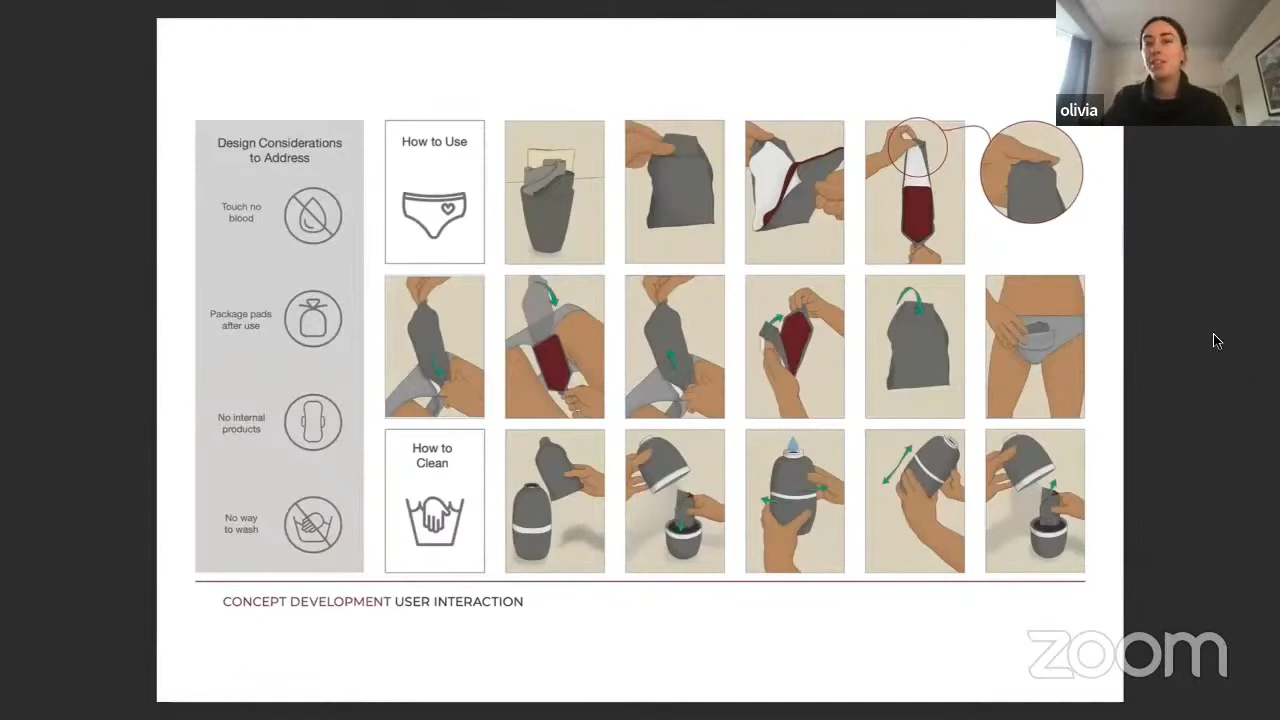 olivia
Design Considerations
to Address
Touch no
blood
Package pads
after use
No internal
products
No way
to wash
How to Use
How to
Clean
CONCEPT DEVELOPMENT USER INTERACTION
zoom